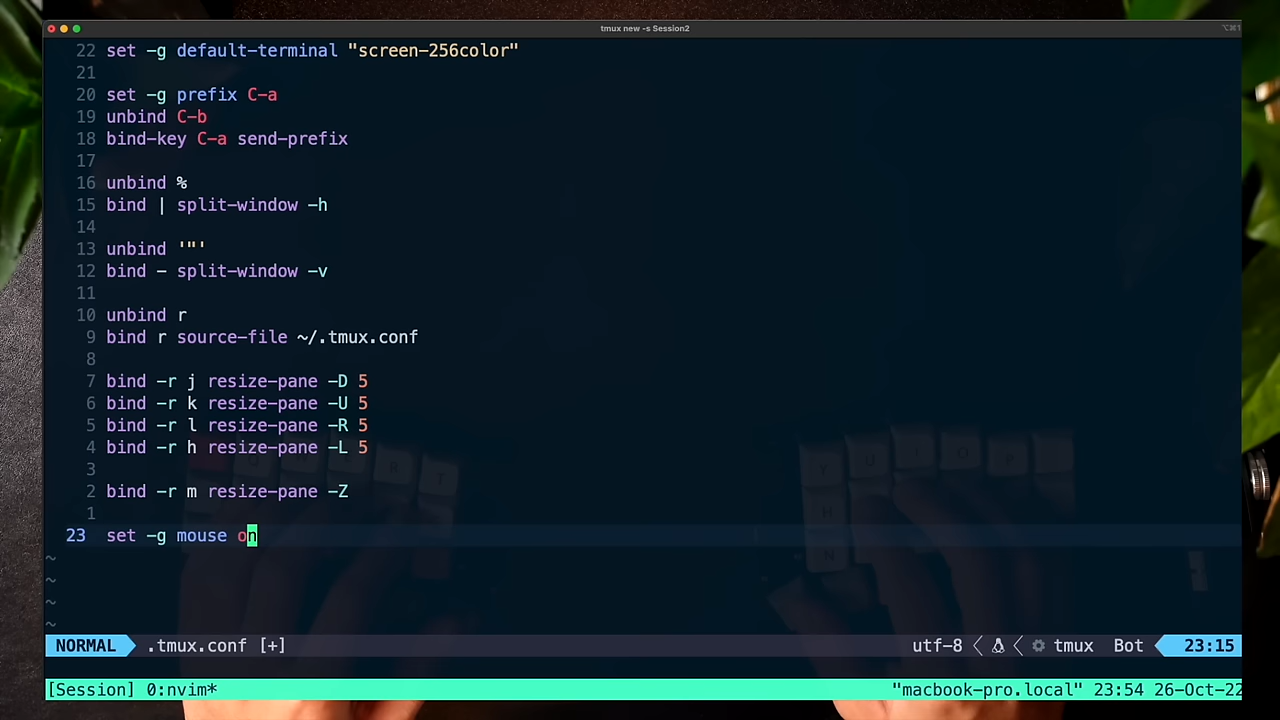 tmux new -s Session2
⌥⌘1
22 set -g default-terminal "screen-256color"
21
20 set -g prefix C-a
19 unbind C-b
18 bind-key C-a send-prefix
17
16 unbind %
15 bind | split-window -h
14
13 unbind '"'
12 bind - split-window -v
11
10 unbind r
9 bind r source-file ~/.tmux.conf
8
7 bind -r j resize-pane -D 5
6 bind -r k resize-pane -U 5
5 bind -r l resize-pane -R 5
4 bind -r h resize-pane -L 5
3
2 bind -r m resize-pane -Z
1
23 set -g mouse on
~
~
~
~
NORMAL .tmux.conf [+] utf-8 tmux Bot 23:15
[Session] 0:nvim* "macbook-pro.local" 23:54 26-Oct-22